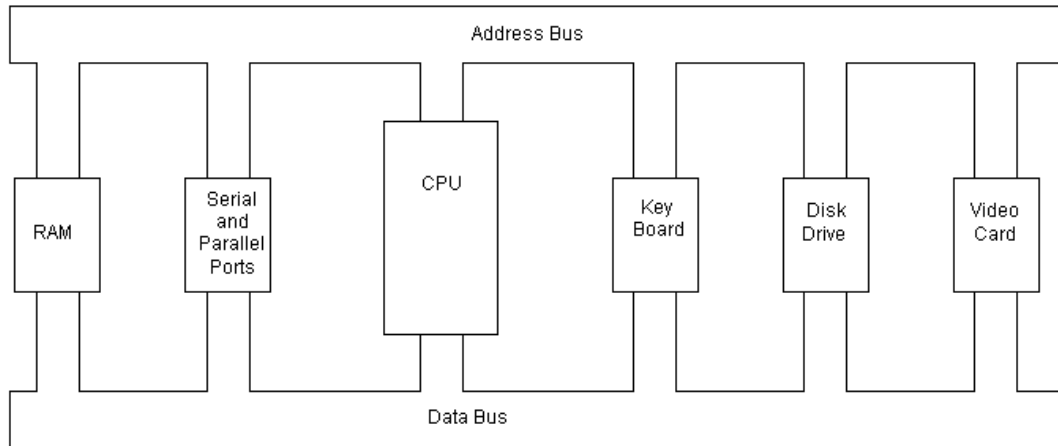 Address Bus
RAM
Serial
and
Parallel
Ports
CPU
Key
Board
Disk
Drive
Video
Card
Data Bus